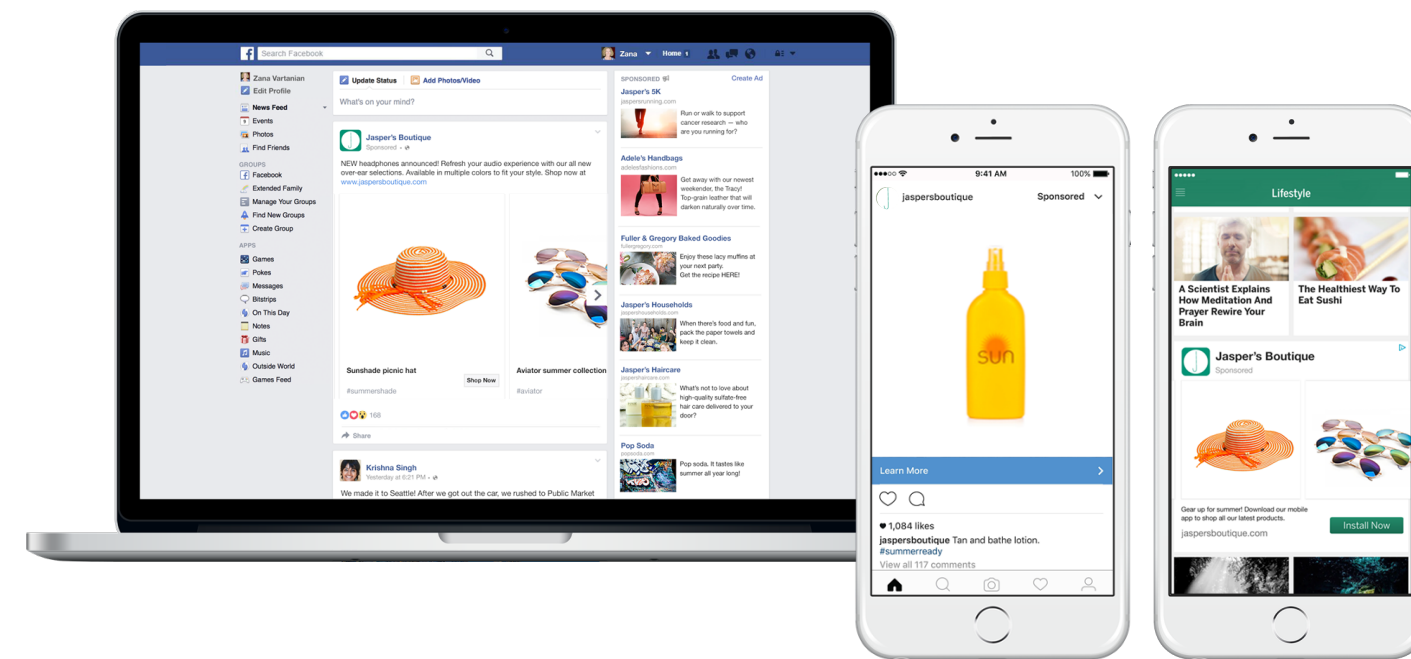 Search Facebook
Zana
Home 1
Zana Vartanian
Edit Profile
News Feed
Events
Photos
Find Friends
GROUPS
Facebook
Extended Family
Manage Your Groups
Find New Groups
Create Group
APPS
Games
Pokes
Messages
Bitstrips
On This Day
Notes
Gifts
Music
Outside World
Games Feed
Update Status
Add Photos/Video
What's on your mind?
Jasper's Boutique
Sponsored
NEW headphones announced! Refresh your audio experience with our all new
over-ear selections. Available in multiple colors to fit your style. Shop now at
www.jaspersboutique.com
Sunshade picnic hat
Shop Now
#summershade
Aviator summer collection
#aviator
168
Share
Krishna Singh
Yesterday at 6:21 PM
We made it to Seattle! After we got out the car, we rushed to Public Market
SPONSORED
Create Ad
Jasper's 5K
jaspersrunning.com
Run or walk to support
cancer research — who
are you running for?
Adele's Handbags
adelesfashions.com
Get away with our newest
weekender, the Tracy!
Top-grain leather that will
darken naturally over time.
Fuller & Gregory Baked Goodies
fullergregory.com
Enjoy these lacy muffins at
your next party.
Get the recipe HERE!
Jasper's Households
jaspershouseholds.com
When there's food and fun,
pack the paper towels and
keep it clean.
Jasper's Haircare
jaspershaircare.com
What's not to love about
high-quality sulfate-free
hair care delivered to your
door?
Pop Soda
popsoda.com
Pop soda. It tastes like
summer all year long!
9:41 AM
100%
jaspersboutique
Sponsored
sun
Learn More
1,084 likes
jaspersboutique Tan and bathe lotion.
#summerready
View all 117 comments
Lifestyle
A Scientist Explains
How Meditation And
Prayer Rewire Your
Brain
The Healthiest Way To
Eat Sushi
Jasper's Boutique
Sponsored
Gear up for summer! Download our mobile
app to shop all our latest products.
jaspersboutique.com
Install Now